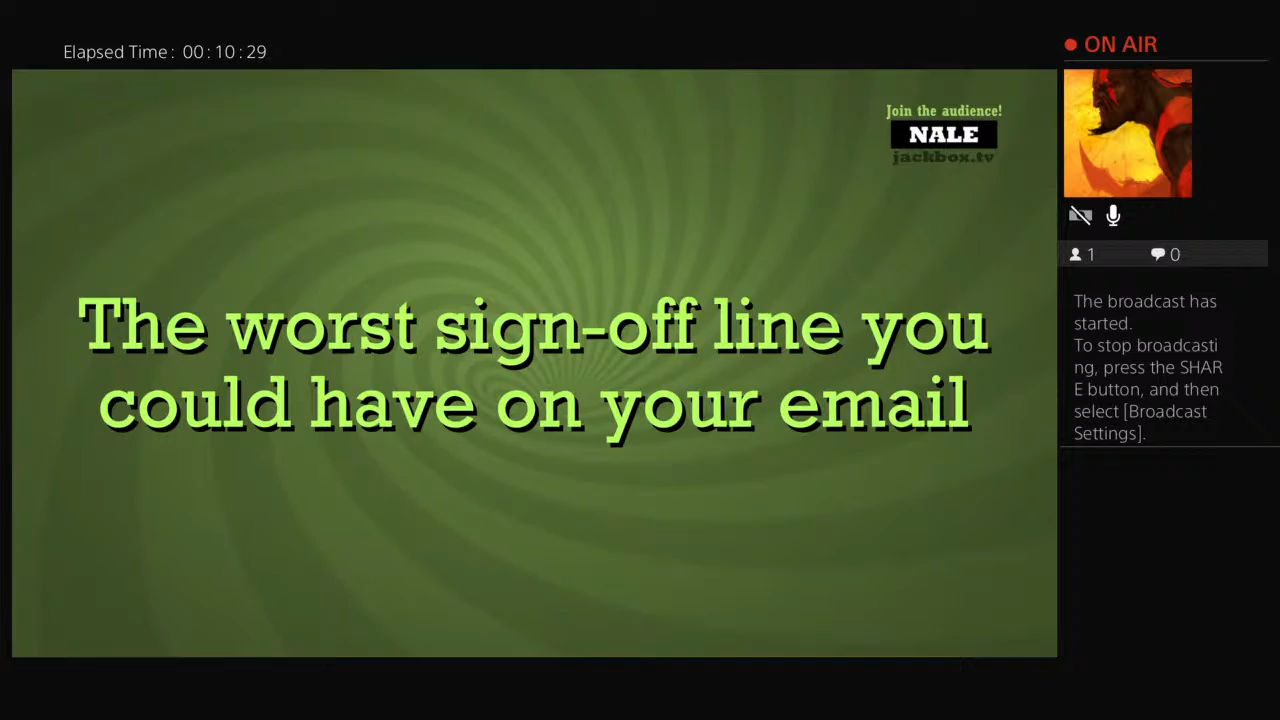 Elapsed Time: 00:10:29
ON AIR
Join the audience!
NALE
jackbox.tv
The worst sign-off line you
could have on your email
1 0
The broadcast has
started.
To stop broadcasti
ng, press the SHAR
E button, and then
select [Broadcast
Settings].